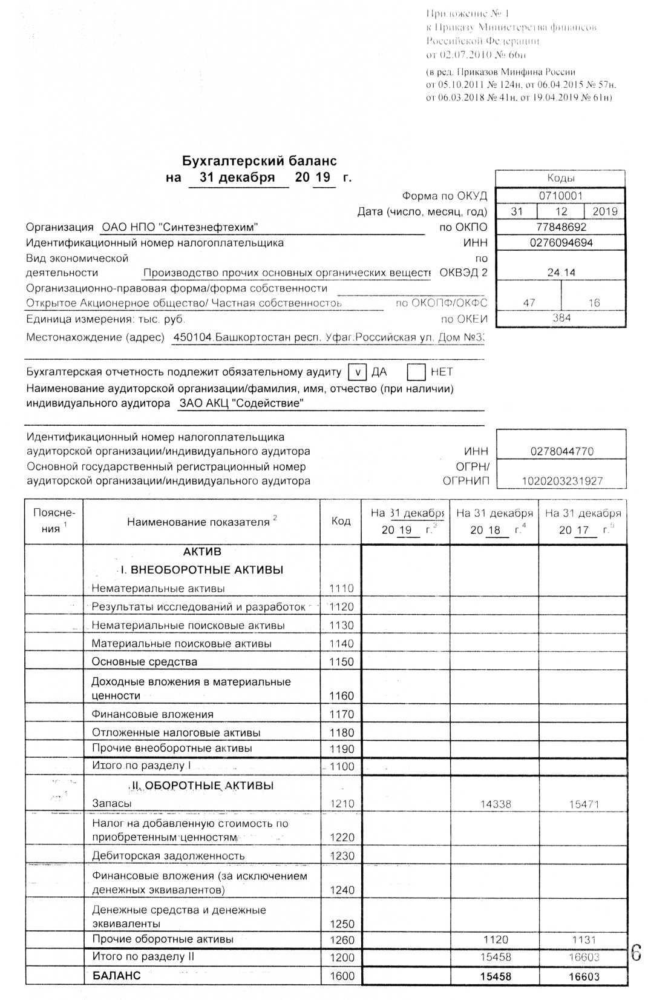 Приложение № 1
к Приказу Министерства финансов
Российской Федерации
от 02.07.2010 № 66н
(в ред. Приказов Минфина России
от 05.10.2011 № 124н, от 06.04.2015 № 57н,
от 06.03.2018 № 41н, от 19.04.2019 № 61н)
Бухгалтерский баланс
на 31 декабря 20 19 г.
Коды
Форма по ОКУД 0710001
Дата (число, месяц, год) 31 12 2019
Организация ОАО НПО "Синтезнефтехим" по ОКПО 77848692
Идентификационный номер налогоплательщика ИНН 0276094694
Вид экономической по
деятельности Производство прочих основных органических веществ ОКВЭД 2 24.14
Организационно-правовая форма/форма собственности
Открытое Акционерное общество/ Частная собственность по ОКОПФ/ОКФС 47 16
Единица измерения: тыс. руб. по ОКЕИ 384
Местонахождение (адрес) 450104.Башкортостан респ. Уфаг.Российская ул. Дом №33
Бухгалтерская отчетность подлежит обязательному аудиту v ДА НЕТ
Наименование аудиторской организации/фамилия, имя, отчество (при наличии)
индивидуального аудитора ЗАО АКЦ "Содействие"
Идентификационный номер налогоплательщика
аудиторской организации/индивидуального аудитора ИНН 0278044770
Основной государственный регистрационный номер ОГРН/
аудиторской организации/индивидуального аудитора ОГРНИП 1020203231927
Поясне- На 31 декабря На 31 декабря На 31 декабря
ния 1 Наименование показателя 2 Код 20 19 г.3 20 18 г.4 20 17 г.5
АКТИВ
I. ВНЕОБОРОТНЫЕ АКТИВЫ
Нематериальные активы 1110
Результаты исследований и разработок 1120
Нематериальные поисковые активы 1130
Материальные поисковые активы 1140
Основные средства 1150
Доходные вложения в материальные
ценности 1160
Финансовые вложения 1170
Отложенные налоговые активы 1180
Прочие внеоборотные активы 1190
Итого по разделу I 1100
II. ОБОРОТНЫЕ АКТИВЫ
Запасы 1210 14338 15471
Налог на добавленную стоимость по
приобретенным ценностям 1220
Дебиторская задолженность 1230
Финансовые вложения (за исключением
денежных эквивалентов) 1240
Денежные средства и денежные
эквиваленты 1250
Прочие оборотные активы 1260 1120 1131
Итого по разделу II 1200 15458 16603
6
БАЛАНС 1600 15458 16603